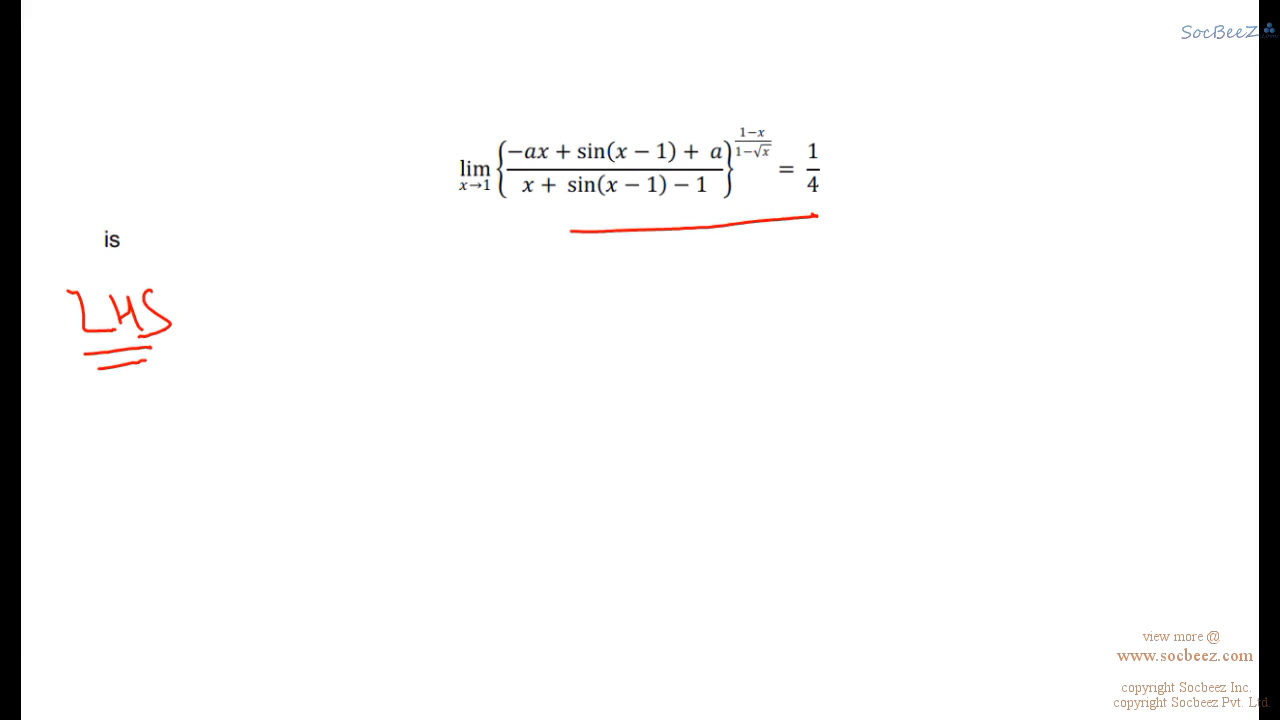 SocBeeZ
lim x→1 {(−ax + sin(x − 1) + a)/(x + sin(x − 1) − 1)}^((1−x)/(1−√x)) = 1/4
is
LHS
view more @
www.socbeez.com
copyright Socbeez Inc.
copyright Socbeez Pvt. Ltd.